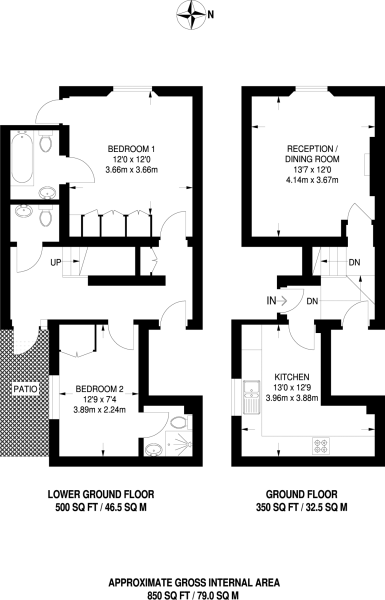 N
BEDROOM 1
12'0 x 12'0
3.66m x 3.66m
UP
PATIO
BEDROOM 2
12'9 x 7'4
3.89m x 2.24m
LOWER GROUND FLOOR
500 SQ FT / 46.5 SQ M
RECEPTION /
DINING ROOM
13'7 x 12'0
4.14m x 3.67m
DN
IN
DN
KITCHEN
13'0 x 12'9
3.96m x 3.88m
GROUND FLOOR
350 SQ FT / 32.5 SQ M
APPROXIMATE GROSS INTERNAL AREA
850 SQ FT / 79.0 SQ M